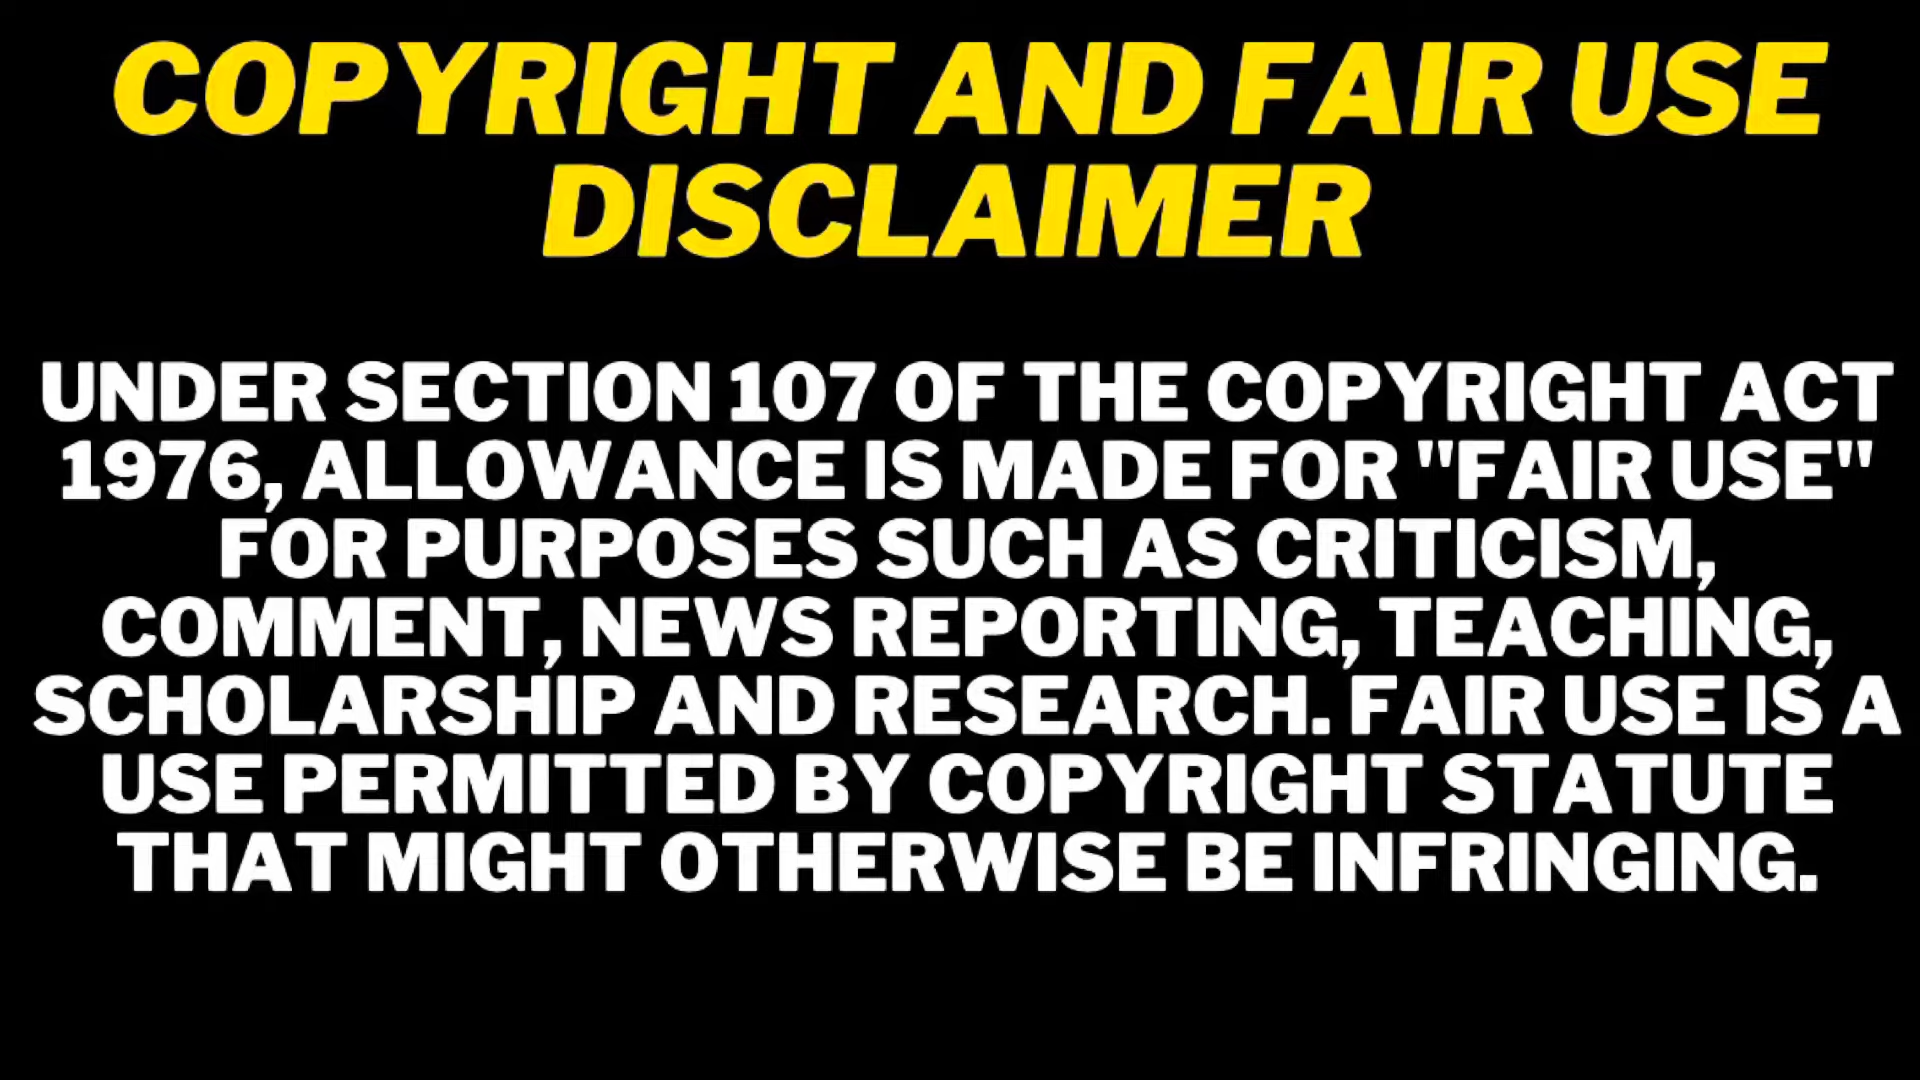 COPYRIGHT AND FAIR USE
DISCLAIMER
UNDER SECTION 107 OF THE COPYRIGHT ACT
1976, ALLOWANCE IS MADE FOR "FAIR USE"
FOR PURPOSES SUCH AS CRITICISM,
COMMENT, NEWS REPORTING, TEACHING,
SCHOLARSHIP AND RESEARCH. FAIR USE IS A
USE PERMITTED BY COPYRIGHT STATUTE
THAT MIGHT OTHERWISE BE INFRINGING.